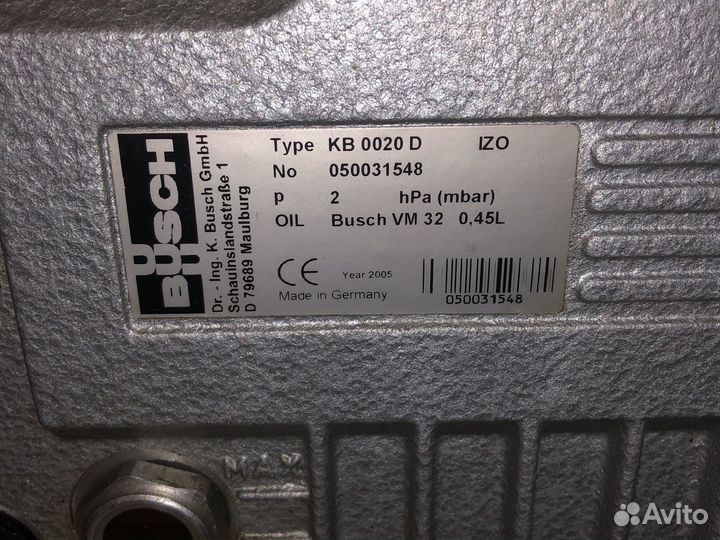 Type KB 0020 D IZO
No 050031548
p 2 hPa (mbar)
OIL Busch VM 32 0,45L
CE Year 2005
Made in Germany
050031548
BUSCH
Dr. - Ing. K. Busch GmbH
Schauinslandstraße 1
D 79689 Maulburg
MAX
Avito